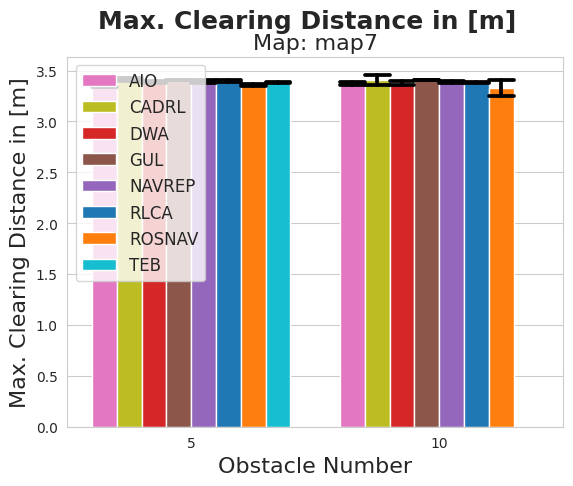 Max. Clearing Distance in [m]
Map: map7
Max. Clearing Distance in [m]
3.5
3.0
2.5
2.0
1.5
1.0
0.5
0.0
AIO
CADRL
DWA
GUL
NAVREP
RLCA
ROSNAV
TEB
5
10
Obstacle Number